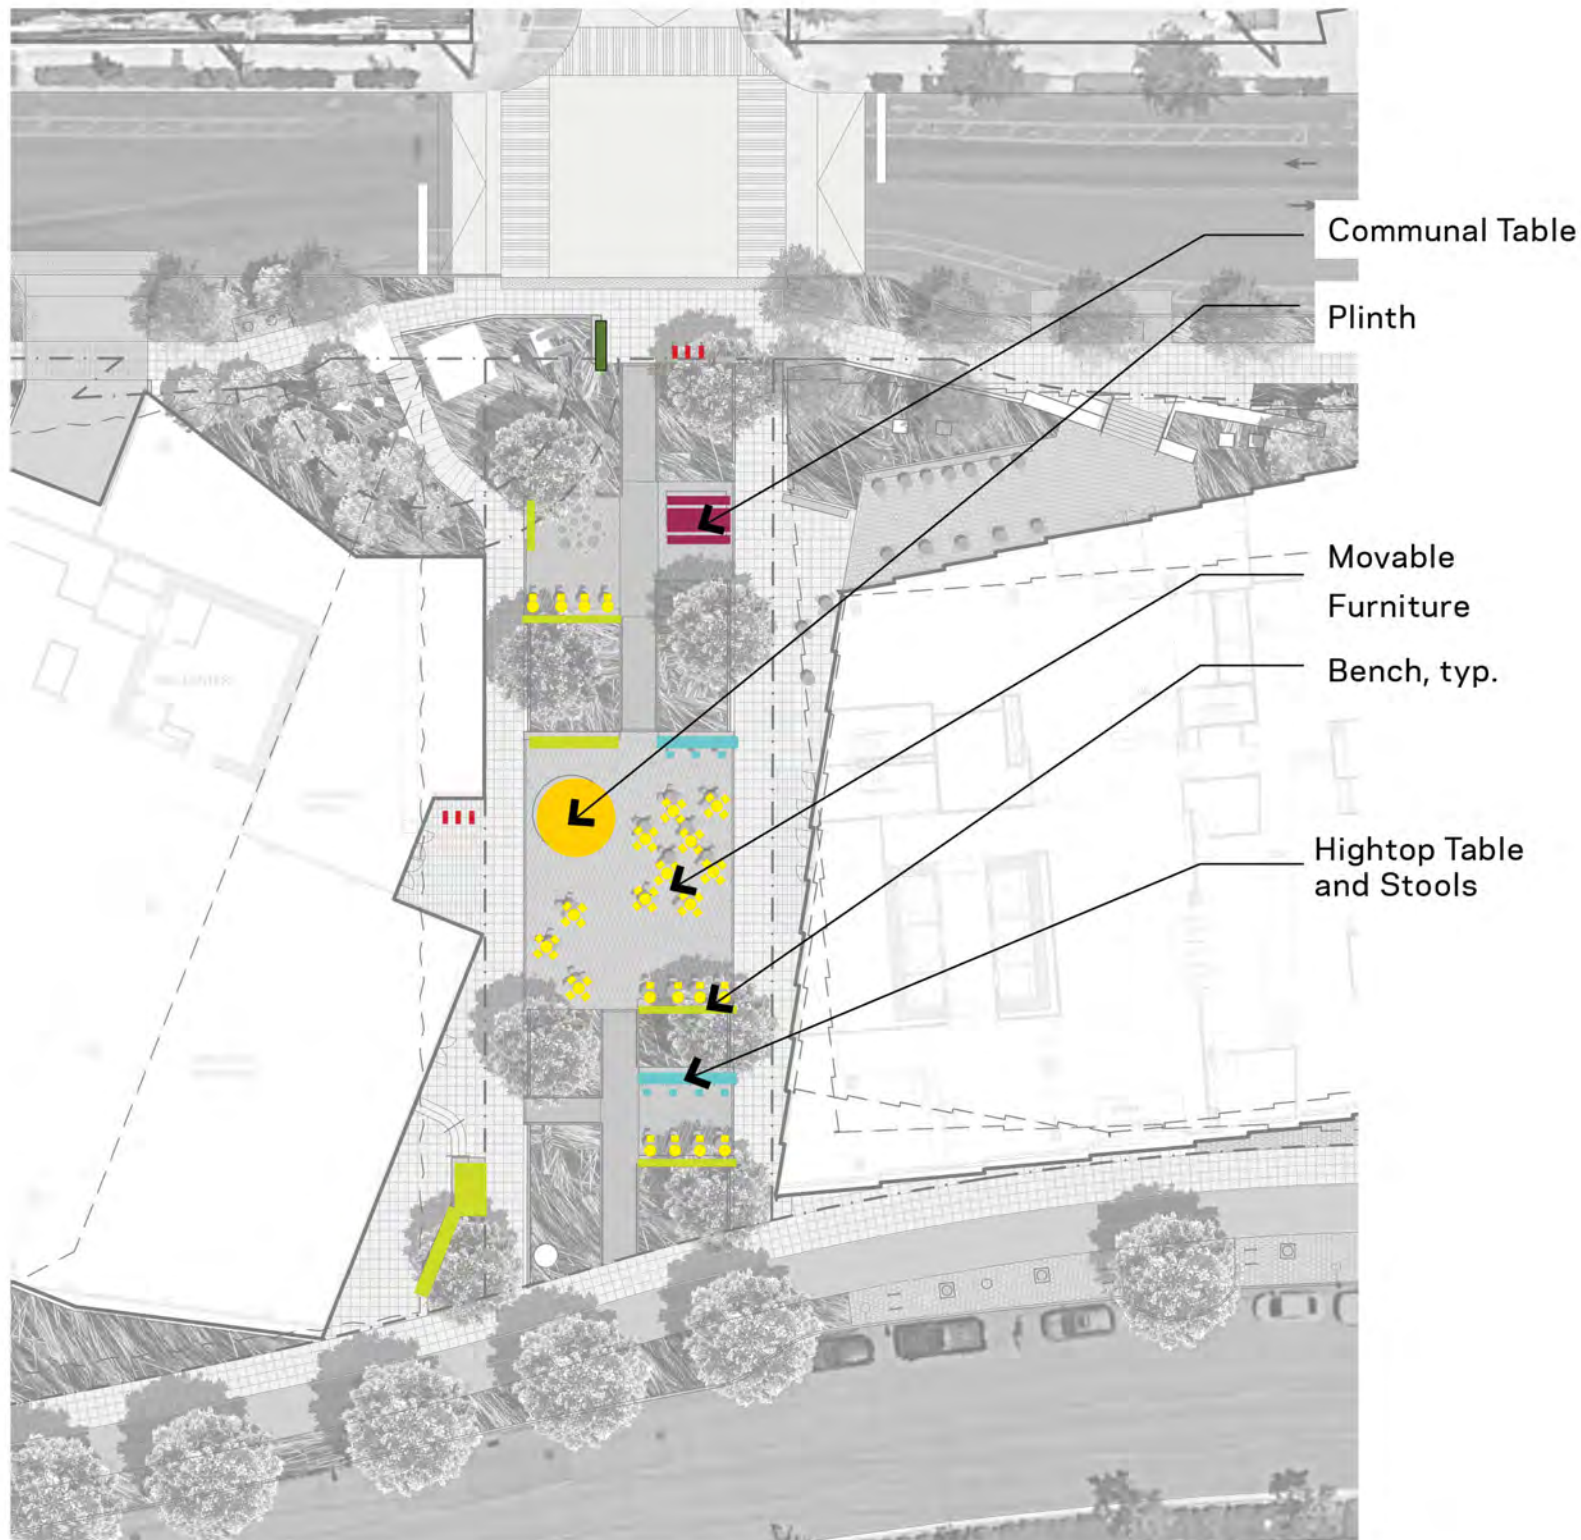 Communal Table
Plinth
Movable
Furniture
Bench, typ.
Hightop Table
and Stools